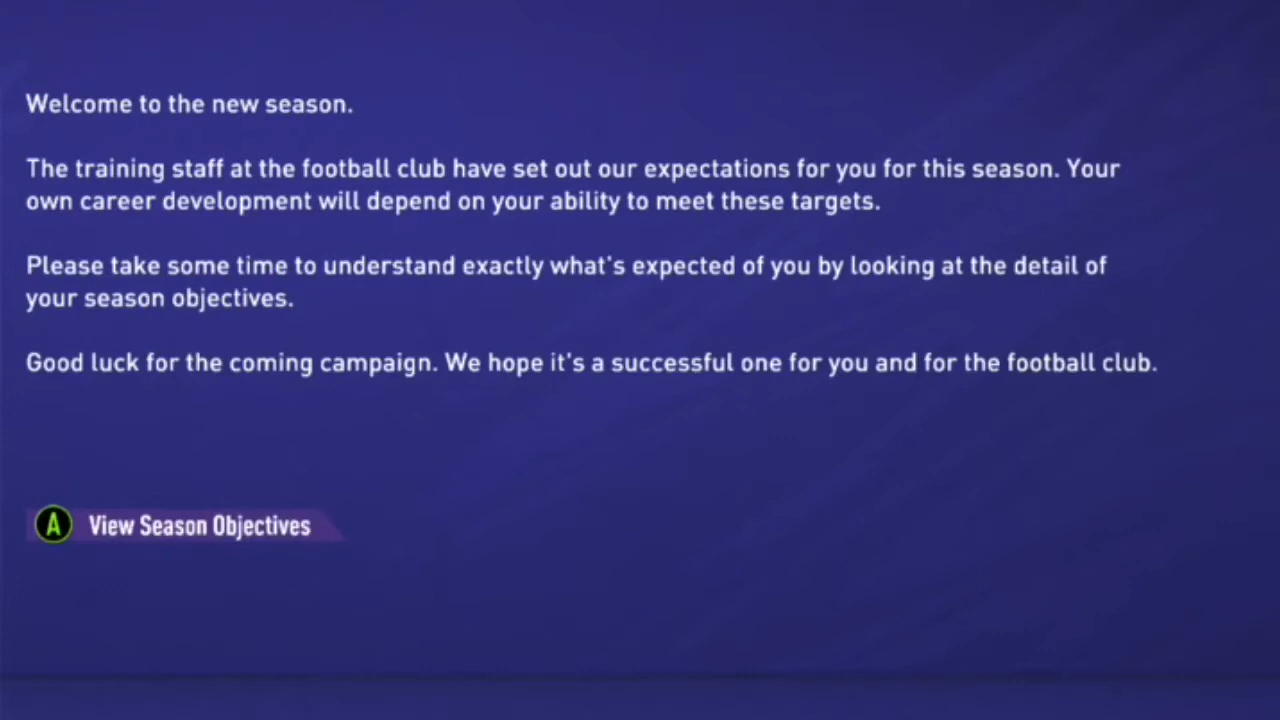 Welcome to the new season.
The training staff at the football club have set out our expectations for you for this season. Your
own career development will depend on your ability to meet these targets.
Please take some time to understand exactly what's expected of you by looking at the detail of
your season objectives.
Good luck for the coming campaign. We hope it's a successful one for you and for the football club.
A View Season Objectives